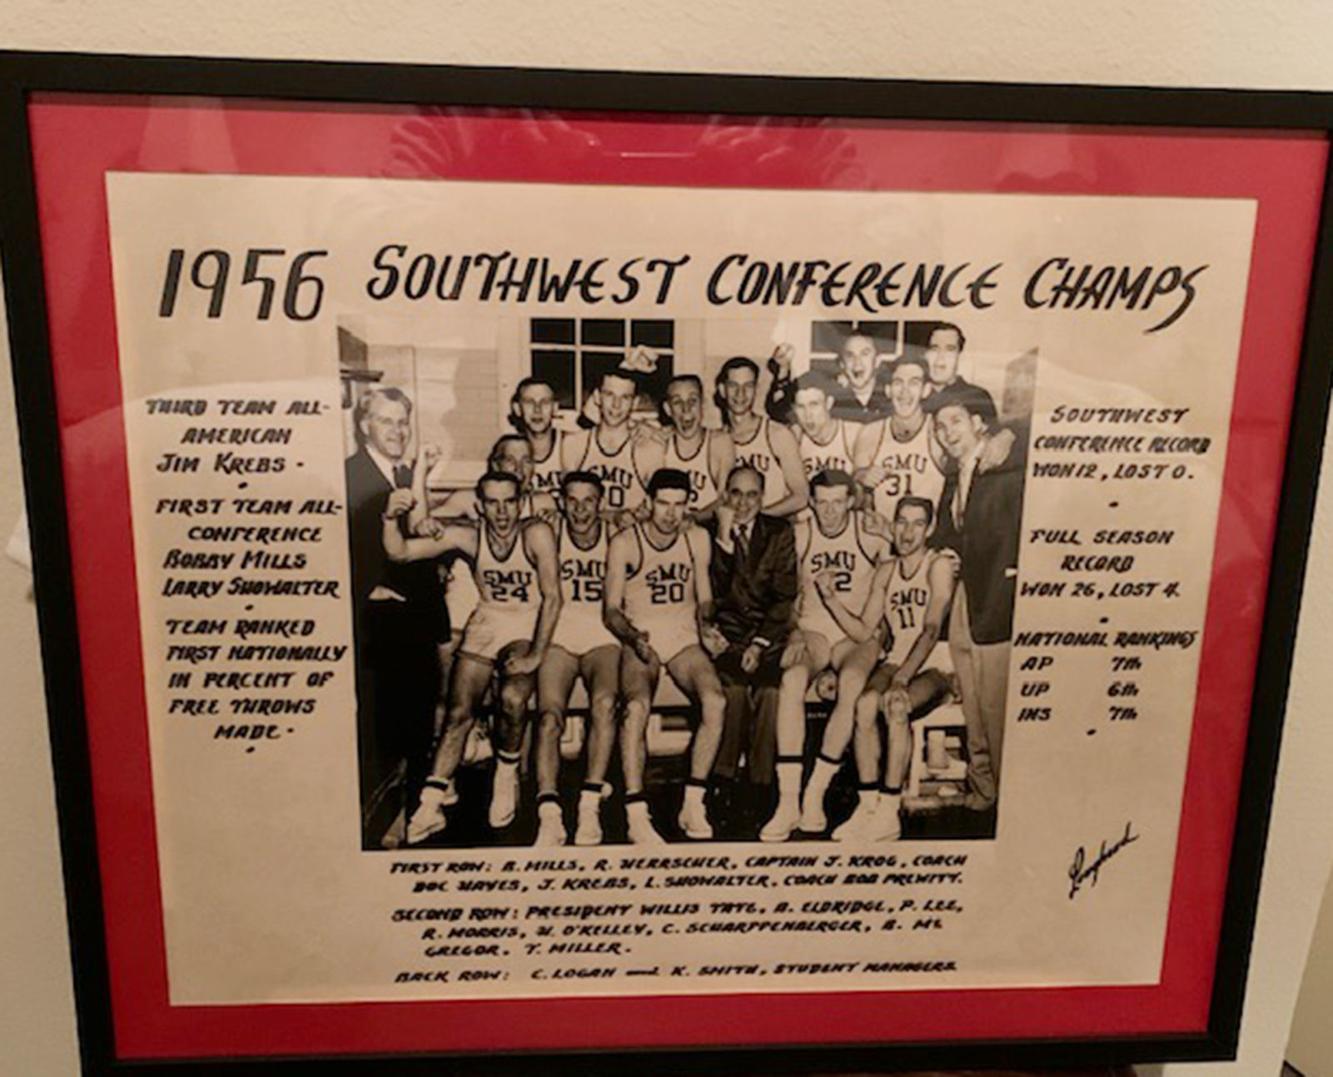 1956 SOUTHWEST CONFERENCE CHAMPS
THIRD TEAM ALL-
AMERICAN
JIM KREBS -
FIRST TEAM ALL-
CONFERENCE
BOBBY MILLS
LARRY SHOWALTER
TEAM RANKED
FIRST NATIONALLY
IN PERCENT OF
FREE THROWS
MADE -
SMU
SMU
SMU
SMU
SMU
31
SMU
24
SMU
15
SMU
20
SMU
2
SMU
11
SOUTHWEST
CONFERENCE RECORD
WON 12, LOST 0.
FULL SEASON
RECORD
WON 26, LOST 4.
NATIONAL RANKINGS
AP 7th
UP 6th
INS 7th
FIRST ROW: B. MILLS, R. HERRSCHER, CAPTAIN J. KROG, COACH
DOC HAYES, J. KREBS, L. SHOWALTER, COACH BOB PREWITT.
SECOND ROW: PRESIDENT WILLIS TATE, B. ELDRIDGE, P. LEE,
R. MORRIS, H. O'KELLEY, C. SCHARFFENBERGER, B. Mc
GREGOR, T. MILLER.
BACK ROW: C. LOGAN and K. SMITH, STUDENT MANAGERS